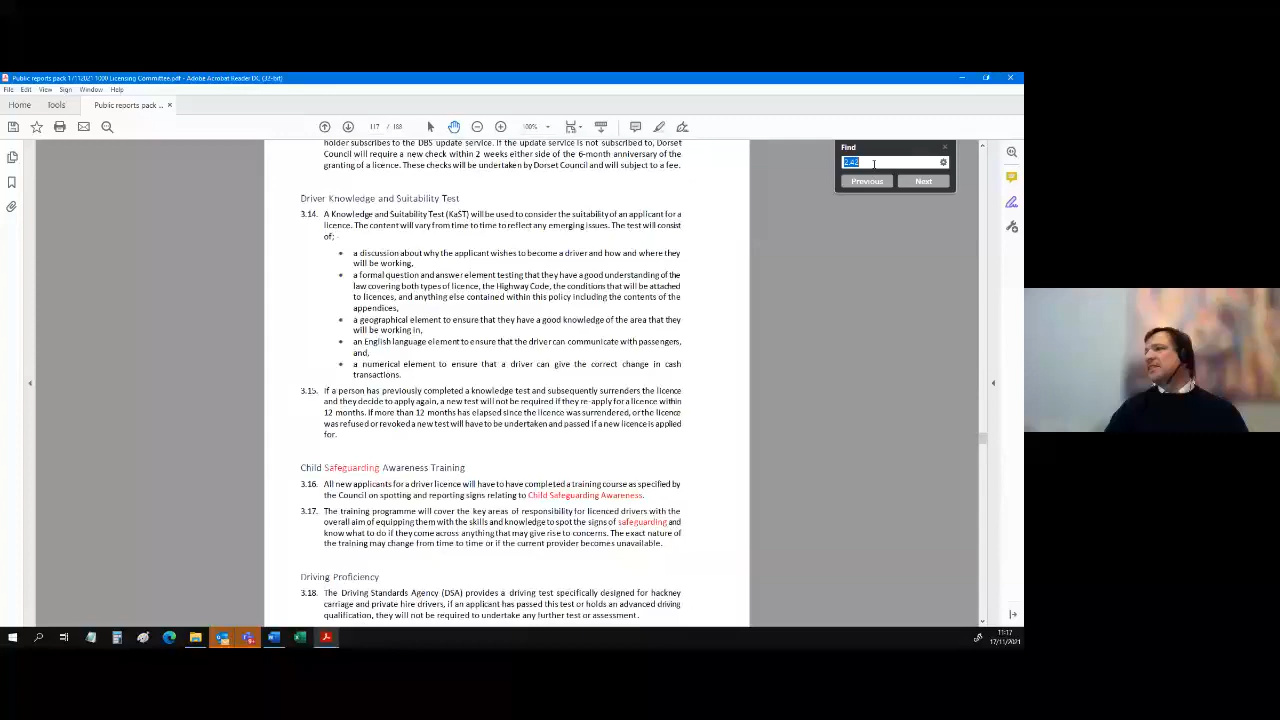 Public reports pack 17112021 1000 Licensing Committee.pdf - Adobe Acrobat Reader DC (32-bit)
File Edit View Sign Window Help
Home Tools Public reports pack ... ×
117 / 188 100%
Find
2.42
Previous Next
holder subscribes to the DBS update service. If the update service is not subscribed to, Dorset
Council will require a new check within 2 weeks either side of the 6-month anniversary of the
granting of a licence. These checks will be undertaken by Dorset Council and will subject to a fee.
Driver Knowledge and Suitability Test
3.14. A Knowledge and Suitability Test (KaST) will be used to consider the suitability of an applicant for a
licence. The content will vary from time to time to reflect any emerging issues. The test will consist
of; -
• a discussion about why the applicant wishes to become a driver and how and where they
will be working,
• a formal question and answer element testing that they have a good understanding of the
law covering both types of licence, the Highway Code, the conditions that will be attached
to licences, and anything else contained within this policy including the contents of the
appendices,
• a geographical element to ensure that they have a good knowledge of the area that they
will be working in,
• an English language element to ensure that the driver can communicate with passengers,
and,
• a numerical element to ensure that a driver can give the correct change in cash
transactions.
3.15. If a person has previously completed a knowledge test and subsequently surrenders the licence
and they decide to apply again, a new test will not be required if they re-apply for a licence within
12 months. If more than 12 months has elapsed since the licence was surrendered, or the licence
was refused or revoked a new test will have to be undertaken and passed if a new licence is applied
for.
Child Safeguarding Awareness Training
3.16. All new applicants for a driver licence will have to have completed a training course as specified by
the Council on spotting and reporting signs relating to Child Safeguarding Awareness.
3.17. The training programme will cover the key areas of responsibility for licenced drivers with the
overall aim of equipping them with the skills and knowledge to spot the signs of safeguarding and
know what to do if they come across anything that may give rise to concerns. The exact nature of
the training may change from time to time or if the current provider becomes unavailable.
Driving Proficiency
3.18. The Driving Standards Agency (DSA) provides a driving test specifically designed for hackney
carriage and private hire drivers, if an applicant has passed this test or holds an advanced driving
qualification, they will not be required to undertake any further test or assessment.
11:17
17/11/2021